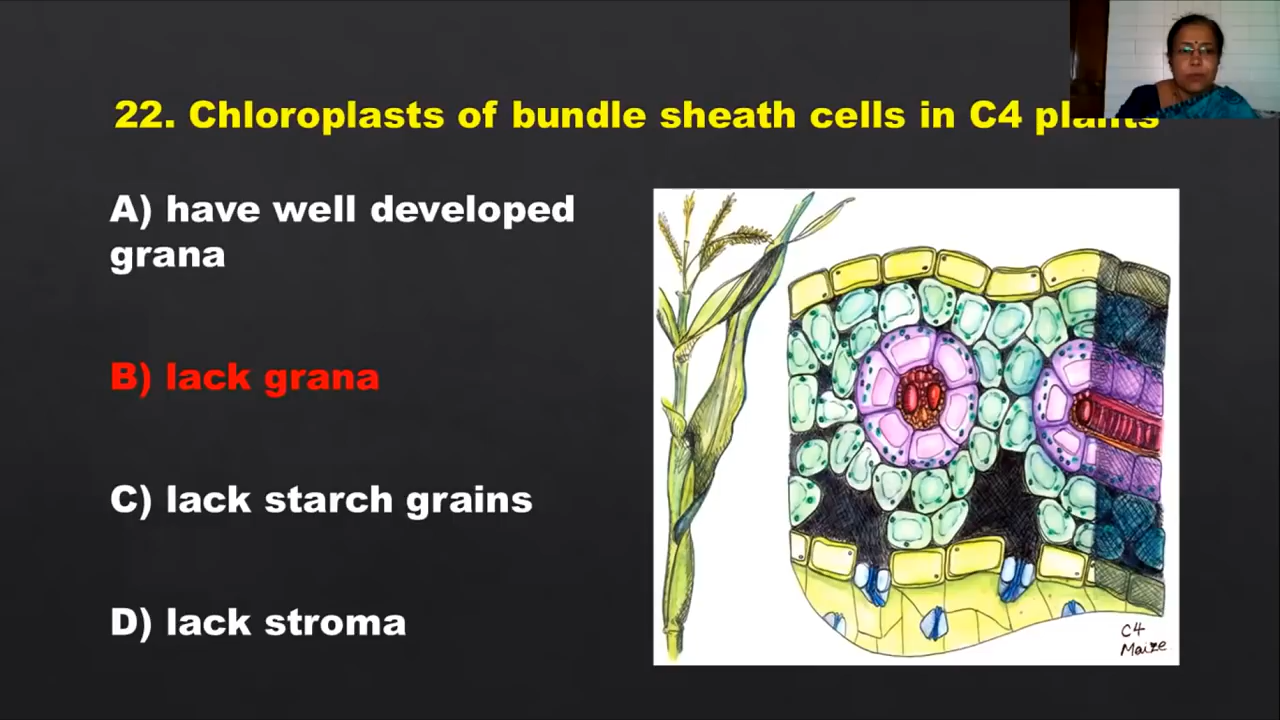 22. Chloroplasts of bundle sheath cells in C4 plants
A) have well developed
grana
B) lack grana
C) lack starch grains
D) lack stroma
C4
Maize.